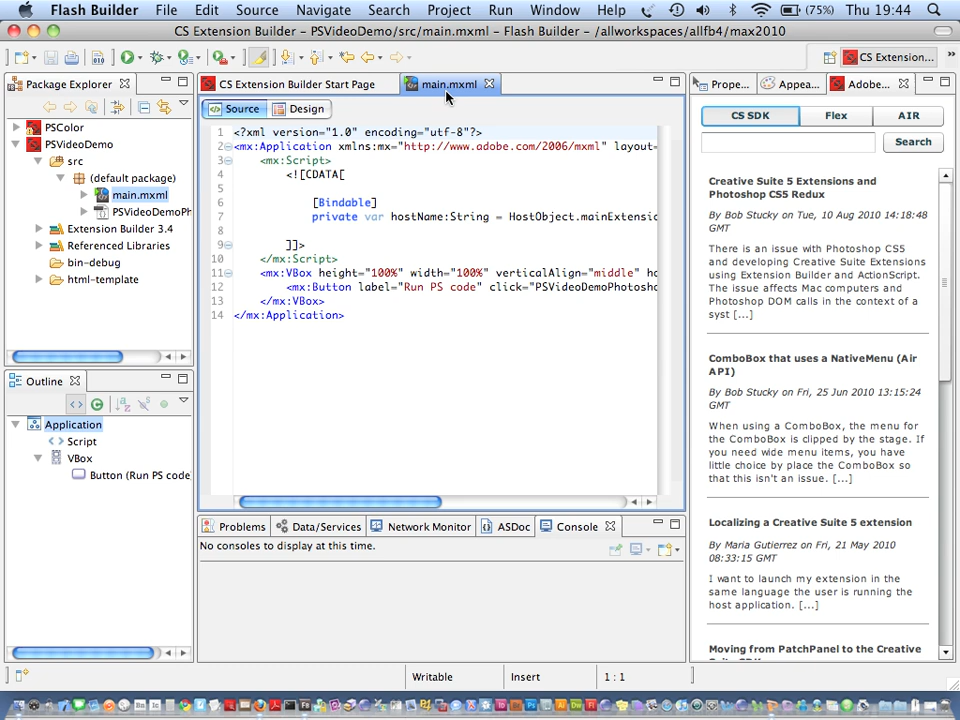 Flash Builder File Edit Source Navigate Search Project Run Window Help (75%) Thu 19:44
CS Extension Builder - PSVideoDemo/src/main.mxml - Flash Builder - /allworkspaces/allfb4/max2010
CS Extension...
Package Explorer
PSColor
PSVideoDemo
src
(default package)
main.mxml
PSVideoDemoPh
Extension Builder 3.4
Referenced Libraries
bin-debug
html-template
Outline
Application
Script
VBox
Button (Run PS code)
CS Extension Builder Start Page main.mxml
Source Design
1 <?xml version="1.0" encoding="utf-8"?>
2 <mx:Application xmlns:mx="http://www.adobe.com/2006/mxml" layout=
3 <mx:Script>
4 <![CDATA[
5
6 [Bindable]
7 private var hostName:String = HostObject.mainExtensio
8
9 ]]>
10 </mx:Script>
11 <mx:VBox height="100%" width="100%" verticalAlign="middle" ho
12 <mx:Button label="Run PS code" click="PSVideoDemoPhotosh
13 </mx:VBox>
14 </mx:Application>
Problems Data/Services Network Monitor ASDoc Console
No consoles to display at this time.
Prope... Appea... Adobe...
CS SDK Flex AIR
Search
Creative Suite 5 Extensions and
Photoshop CS5 Redux
By Bob Stucky on Tue, 10 Aug 2010 14:18:48
GMT
There is an issue with Photoshop CS5
and developing Creative Suite Extensions
using Extension Builder and ActionScript.
The issue affects Mac computers and
Photoshop DOM calls in the context of a
syst [...]
ComboBox that uses a NativeMenu (Air
API)
By Bob Stucky on Fri, 25 Jun 2010 13:15:24
GMT
When using a ComboBox, the menu for
the ComboBox is clipped by the stage. If
you need wide menu items, you have
little choice by place the ComboBox so
that this isn't an issue. [...]
Localizing a Creative Suite 5 extension
By Maria Gutierrez on Fri, 21 May 2010
08:33:15 GMT
I want to launch my extension in the
same language the user is running the
host application. [...]
Moving from PatchPanel to the Creative
Writable Insert 1 : 1